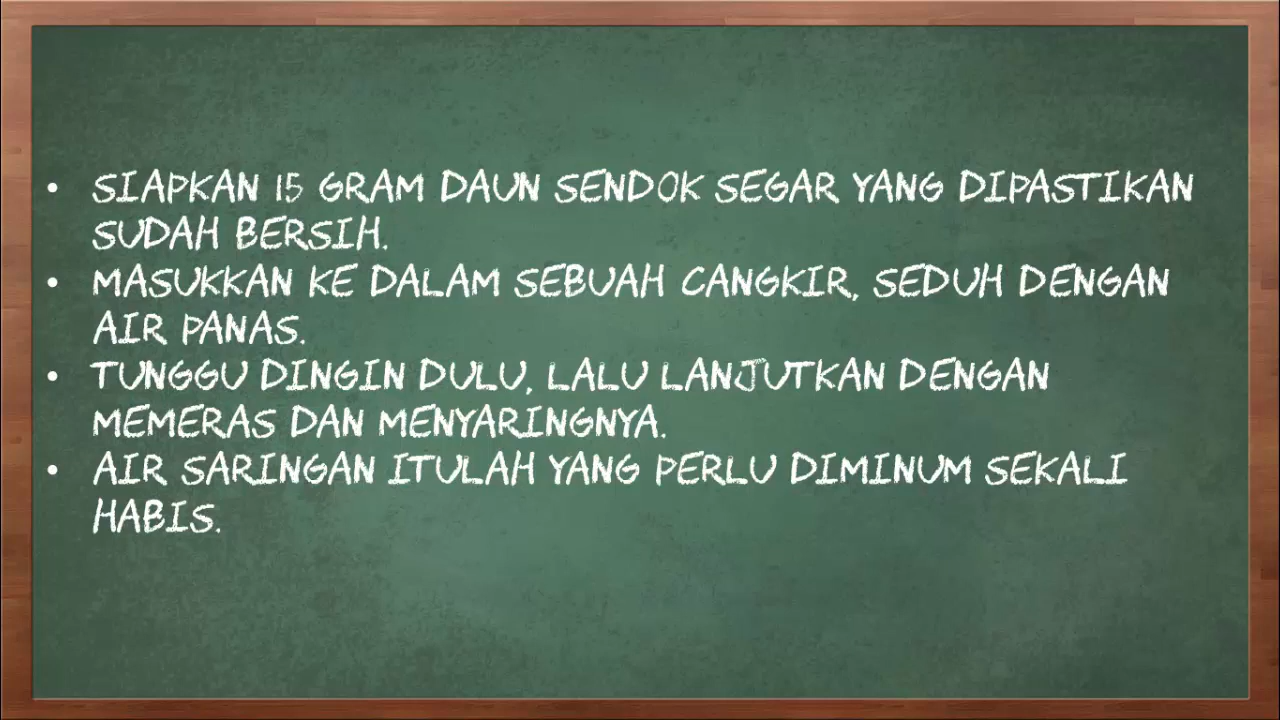 • SIAPKAN 15 GRAM DAUN SENDOK SEGAR YANG DIPASTIKAN
SUDAH BERSIH.
• MASUKKAN KE DALAM SEBUAH CANGKIR, SEDUH DENGAN
AIR PANAS.
• TUNGGU DINGIN DULU, LALU LANJUTKAN DENGAN
MEMERAS DAN MENYARINGNYA.
• AIR SARINGAN ITULAH YANG PERLU DIMINUM SEKALI
HABIS.